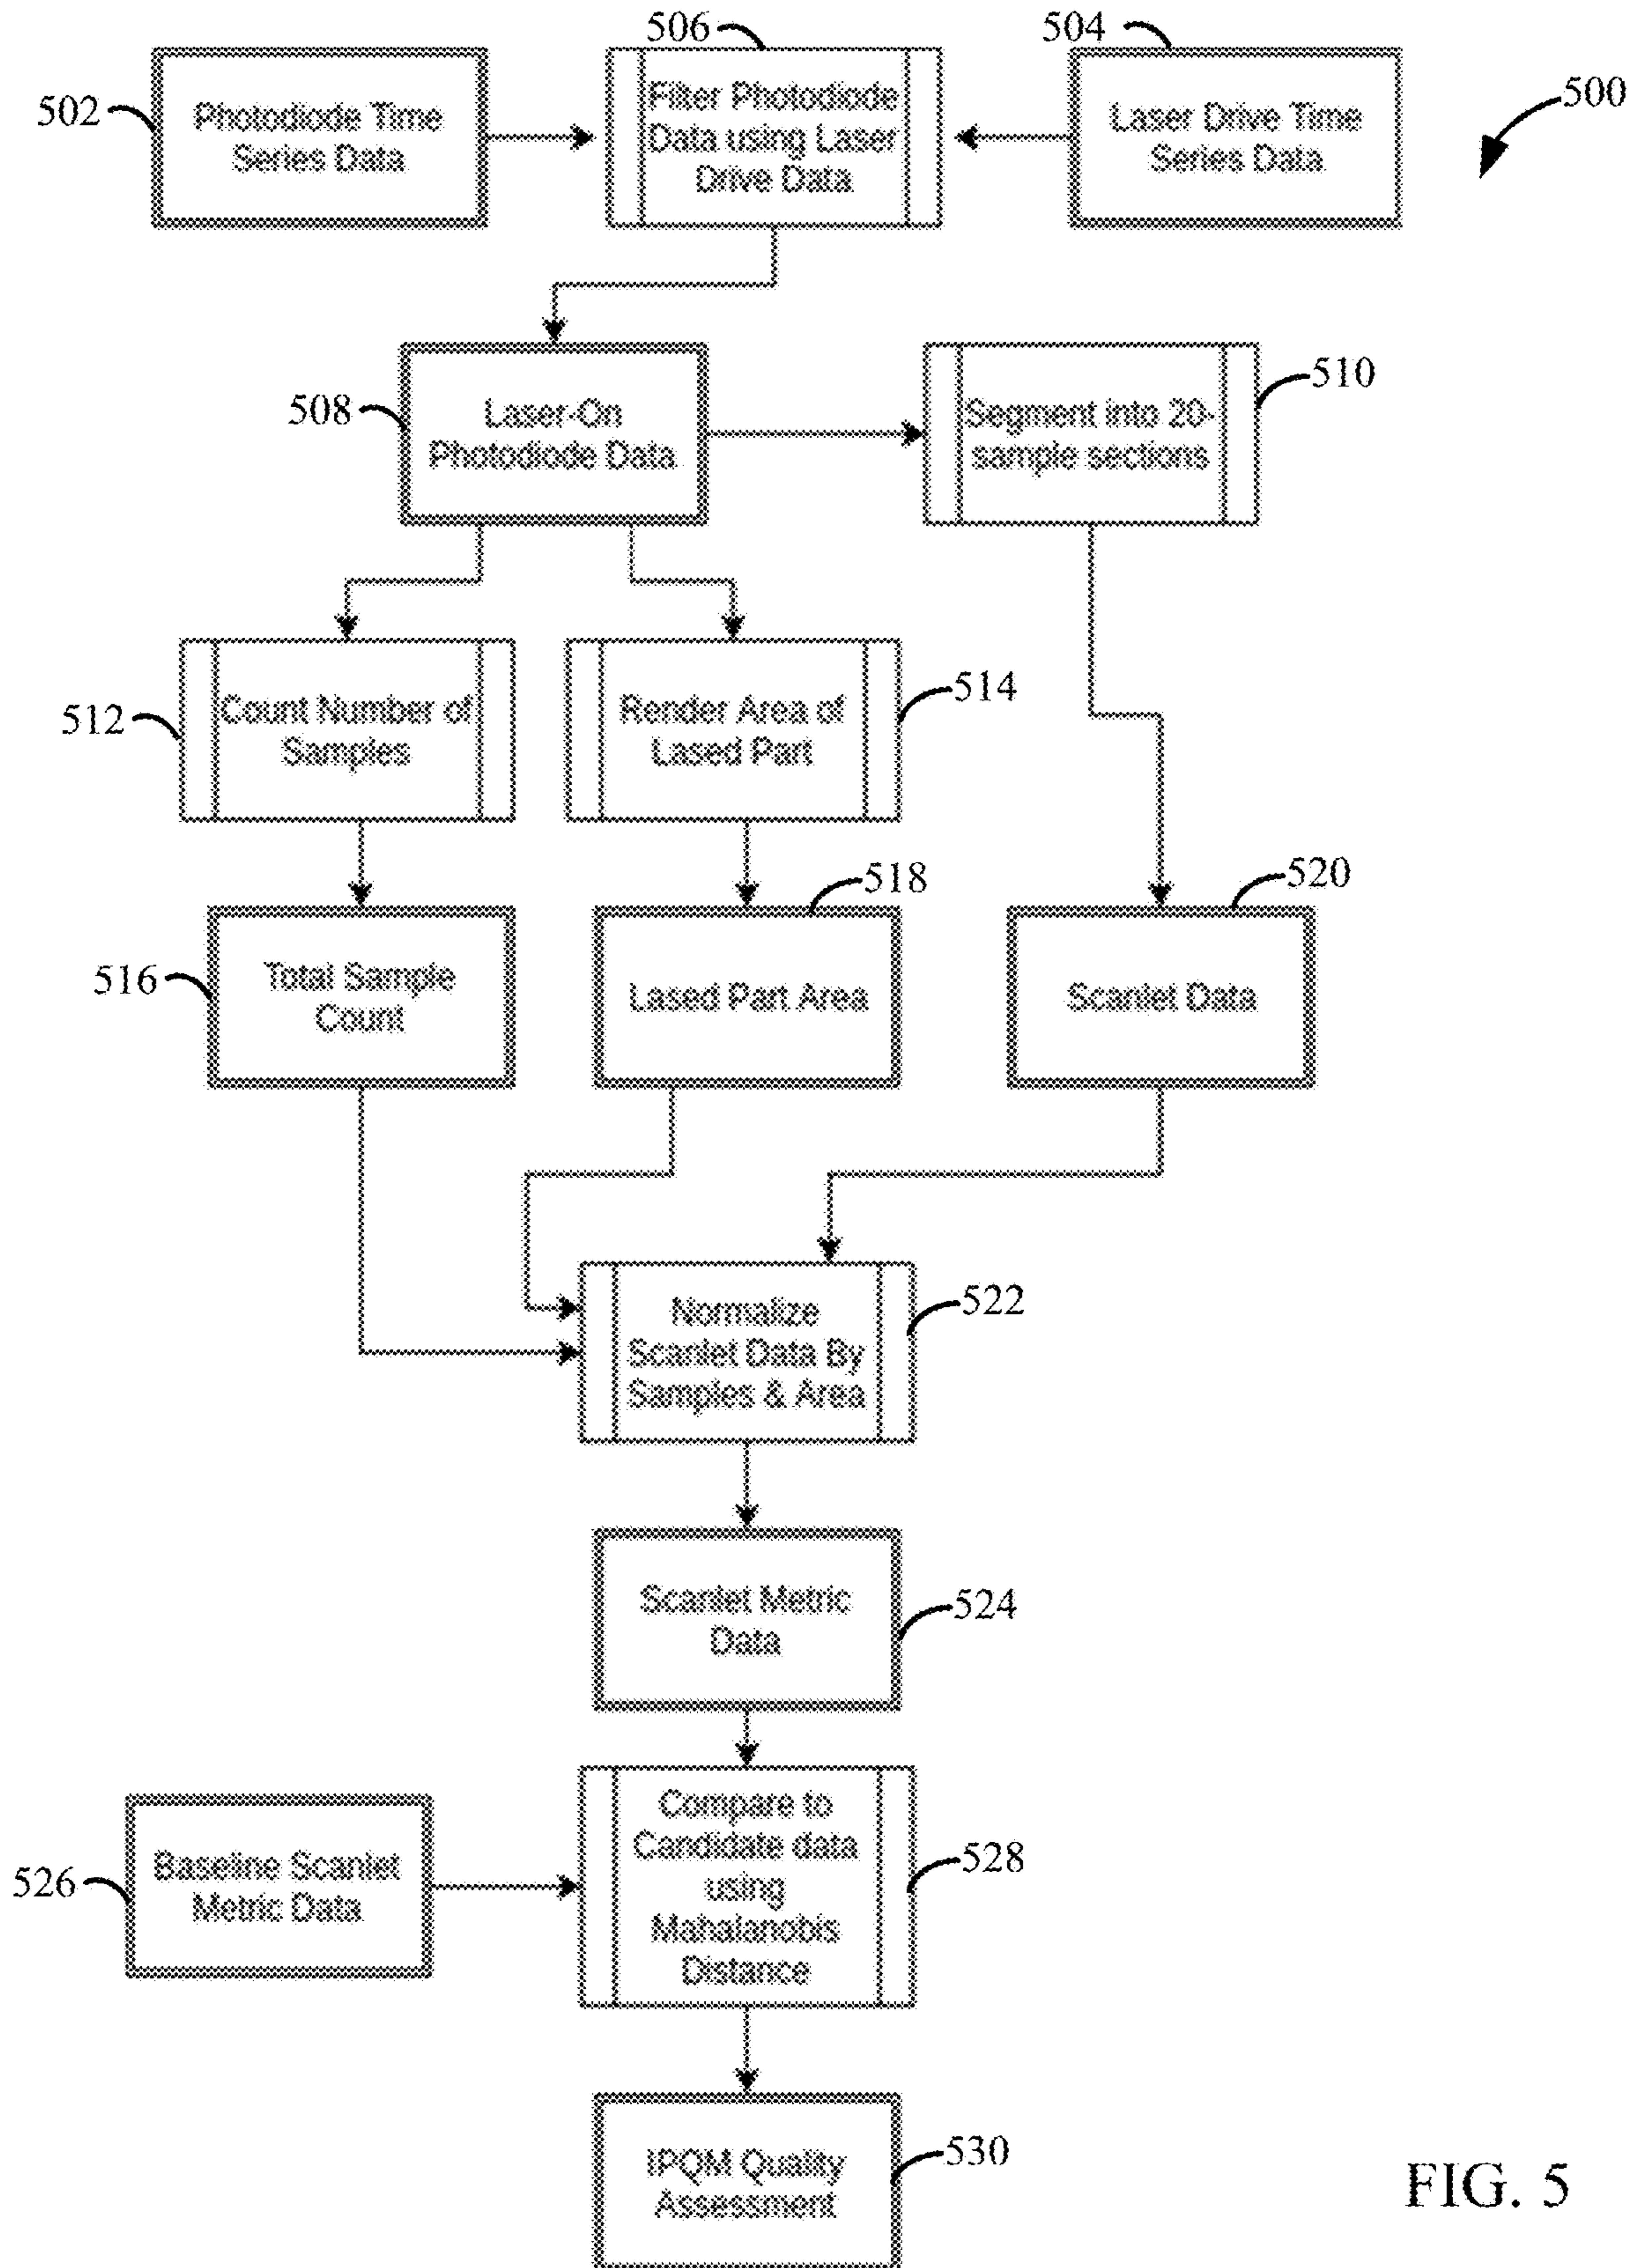 506
504
500
502
Photodiode Time
Series Data
Filter Photodiode
Data using Laser
Drive Data
Laser Drive Time
Series Data
508
Laser-On
Photodiode Data
Segment into 20-
sample sections
510
512
Count Number of
Samples
Render Area of
Lased Part
514
516
Total Sample
Count
518
Lased Part Area
520
Scanlet Data
Normalize
Scanlet Data By
Samples & Area
522
Scanlet Metric
Data
524
526
Baseline Scanlet
Metric Data
Compare to
Candidate data
using
Mahalanobis
Distance
528
IPQM Quality
Assessment
530
FIG. 5